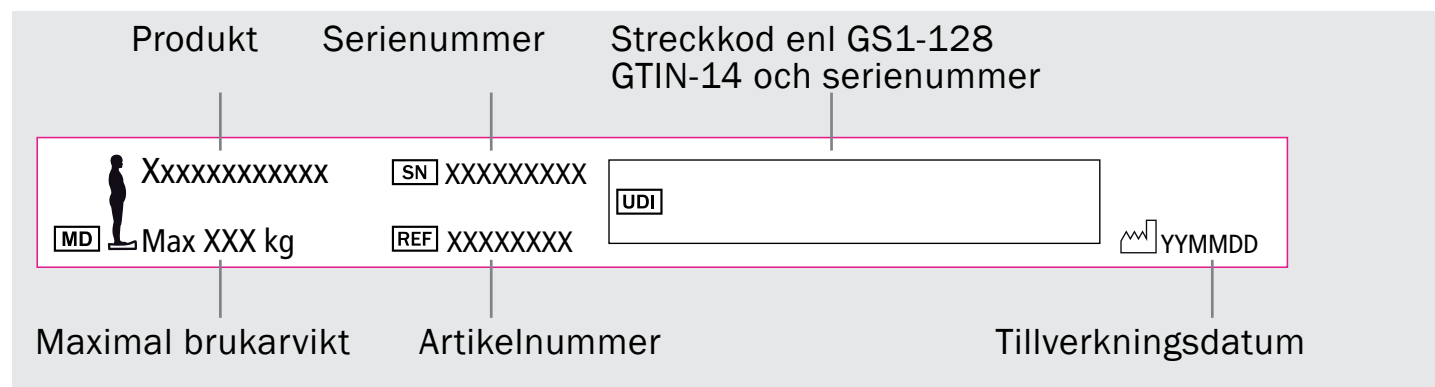 Produkt Serienummer Streckkod enl GS1-128
GTIN-14 och serienummer
Xxxxxxxxxxxx SN XXXXXXXXX
UDI
MD Max XXX kg REF XXXXXXXX YYMMDD
Maximal brukarvikt Artikelnummer Tillverkningsdatum